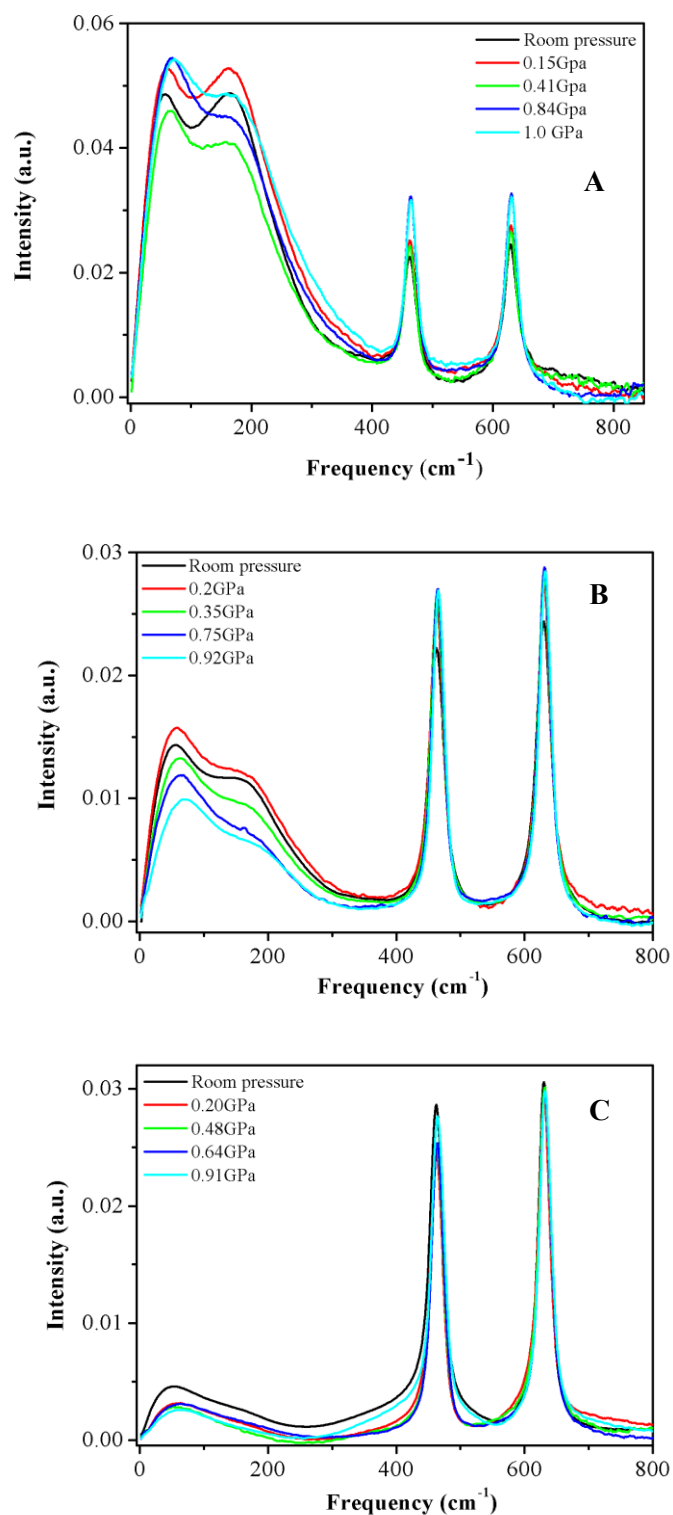 0.06
0.04
0.02
0.00
Intensity (a.u.)
Room pressure
0.15Gpa
0.41Gpa
0.84Gpa
1.0 GPa
A
0 200 400 600 800
Frequency (cm-1)
0.03
0.02
0.01
0.00
Intensity (a.u.)
Room pressure
0.2GPa
0.35GPa
0.75GPa
0.92GPa
B
0 200 400 600 800
Frequency (cm-1)
0.03
0.02
0.01
0.00
Intensity (a.u.)
Room pressure
0.20GPa
0.48GPa
0.64GPa
0.91GPa
C
0 200 400 600 800
Frequency (cm-1)